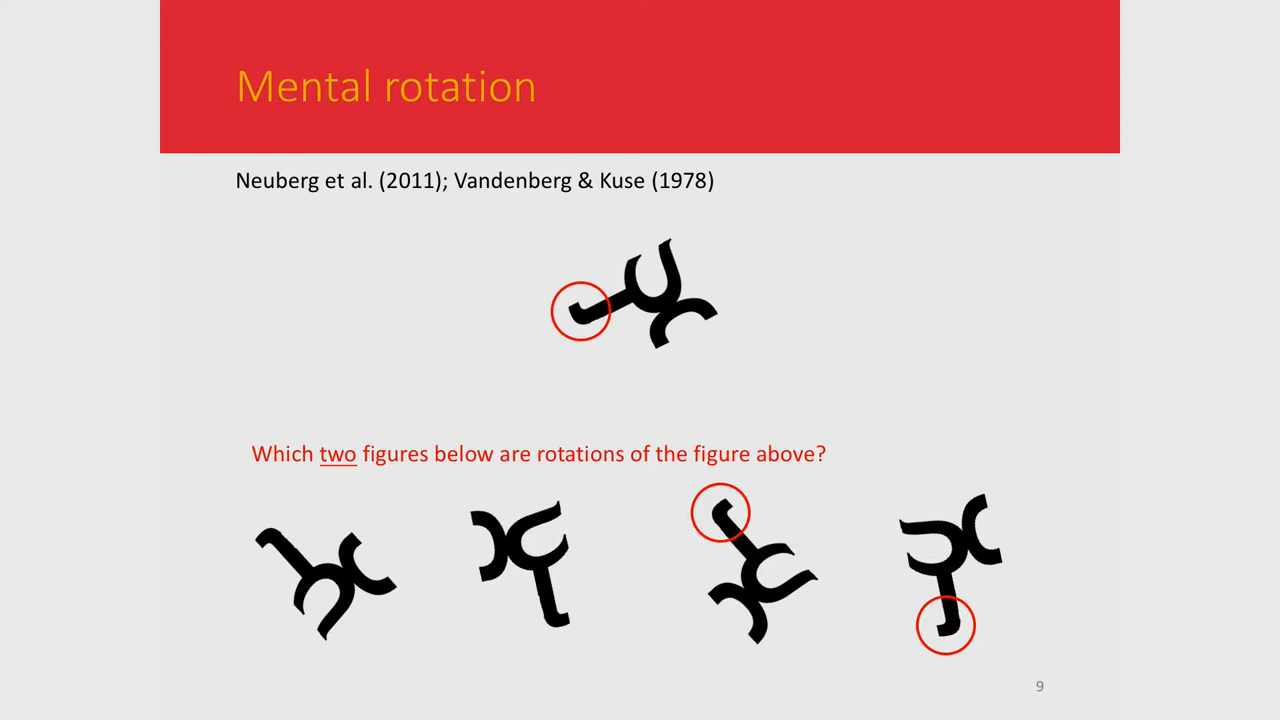 Mental rotation
Neuberg et al. (2011); Vandenberg & Kuse (1978)
Which two figures below are rotations of the figure above?
9